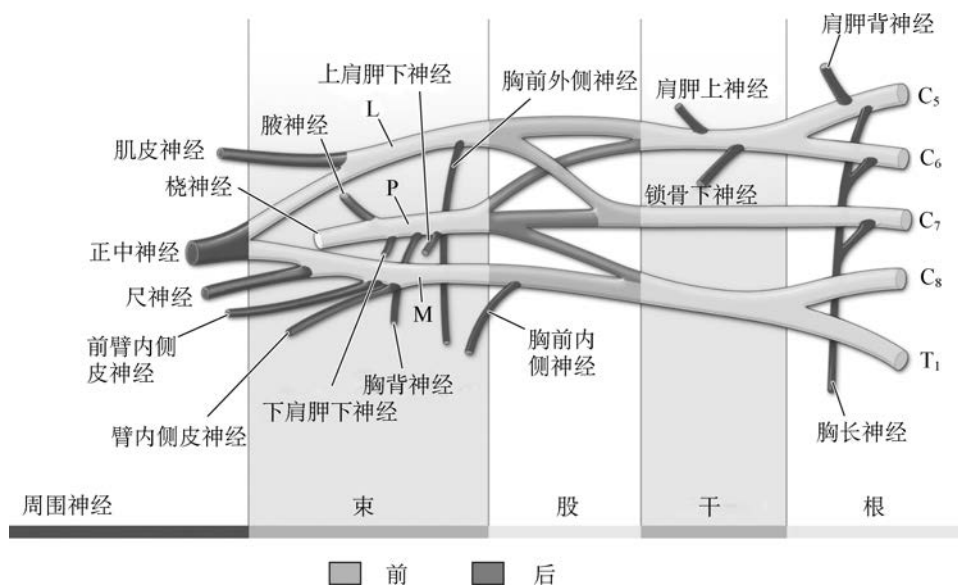 肩胛背神经
上肩胛下神经
胸前外侧神经
肩胛上神经
C5
L
腋神经
肌皮神经
C6
桡神经
P
锁骨下神经
C7
正中神经
尺神经
C8
M
前臂内侧
皮神经
胸前内
侧神经
T1
胸背神经
下肩胛下神经
臂内侧皮神经
胸长神经
周围神经
束
股
干
根
前
后